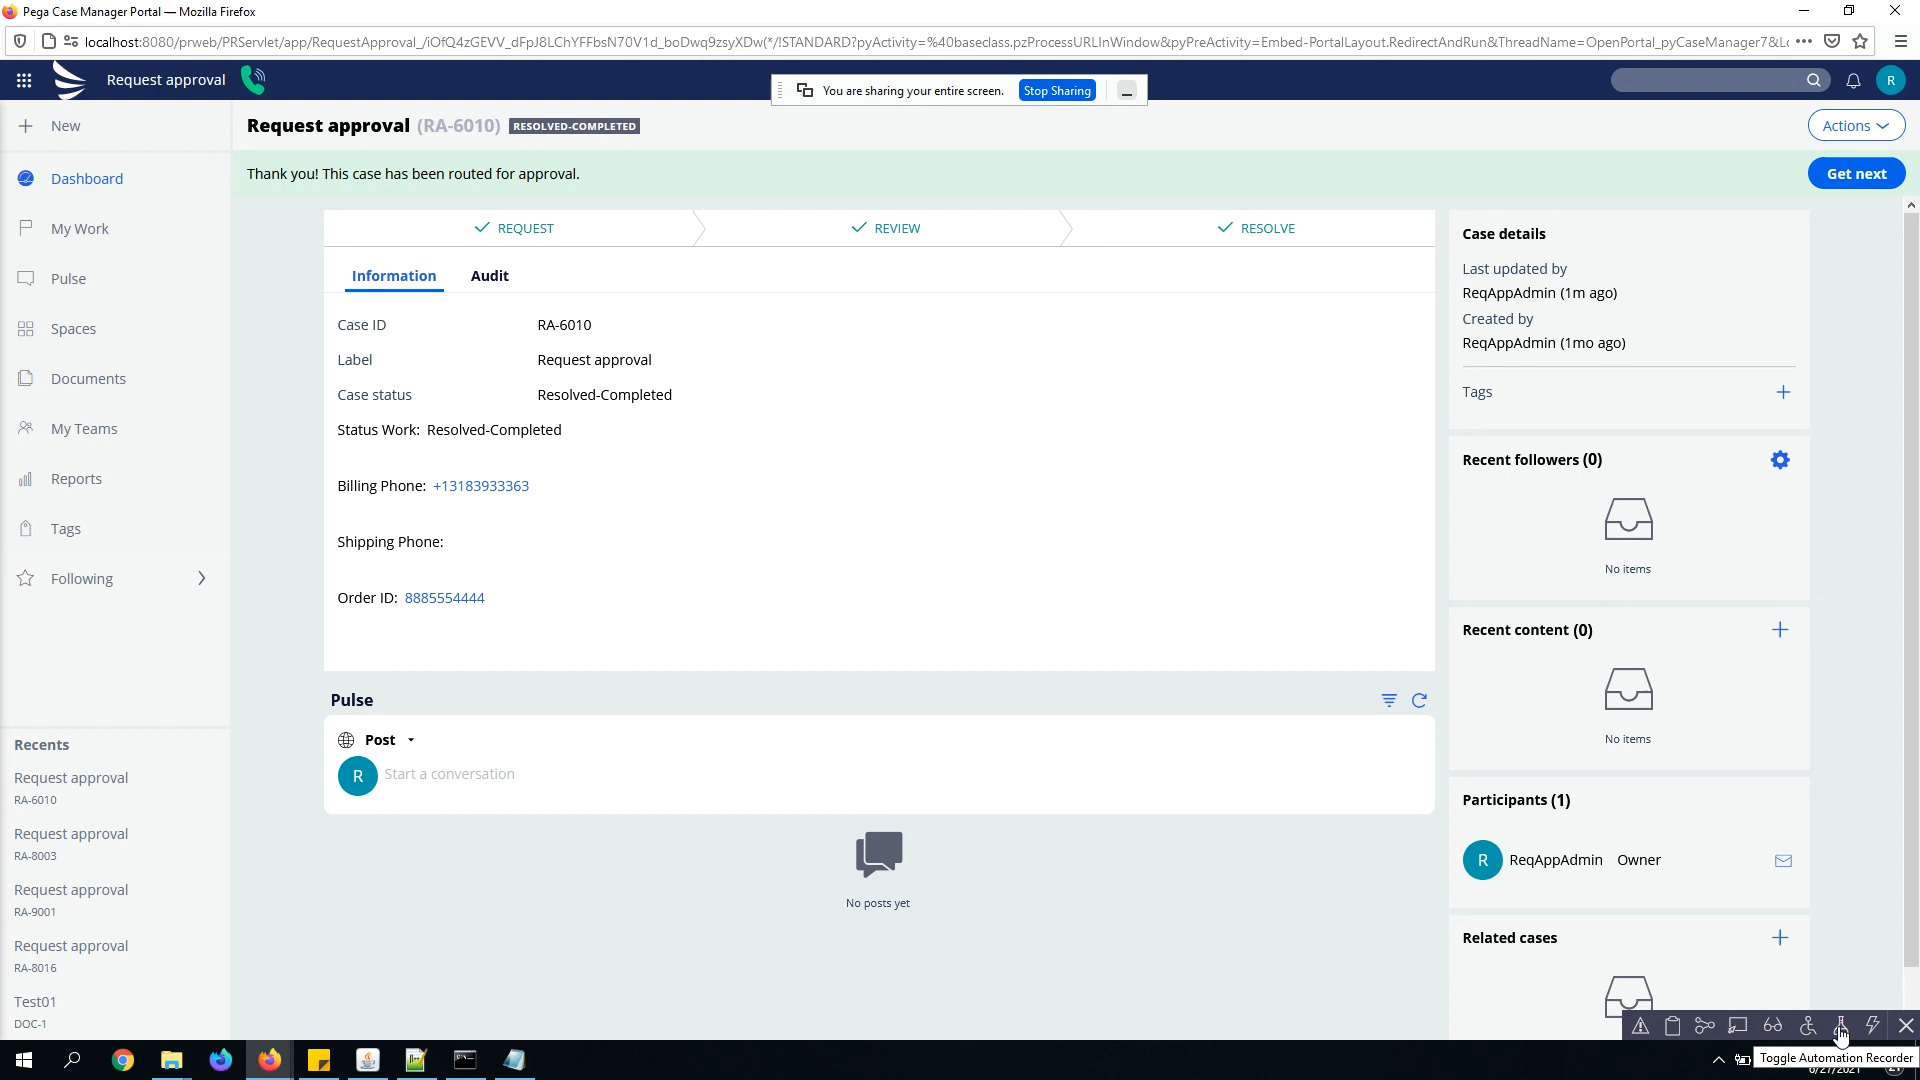 Pega Case Manager Portal — Mozilla Firefox
localhost:8080/prweb/PRServlet/app/RequestApproval_/iOfQ4zGEVV_dFpJ8LChYFFbsN70V1d_boDwq9zsyXDw(*/!STANDARD?pyActivity=%40baseclass.pzProcessURLInWindow&pyPreActivity=Embed-PortalLayout.RedirectAndRun&ThreadName=OpenPortal_pyCaseManager7&Lo
Request approval
R
You are sharing your entire screen.
Stop Sharing
New
Dashboard
My Work
Pulse
Spaces
Documents
My Teams
Reports
Tags
Following
Recents
Request approval
RA-6010
Request approval
RA-8003
Request approval
RA-9001
Request approval
RA-8016
Test01
DOC-1
Request approval (RA-6010) RESOLVED-COMPLETED
Actions
Thank you! This case has been routed for approval.
Get next
REQUEST
REVIEW
RESOLVE
Information
Audit
Case ID RA-6010
Label Request approval
Case status Resolved-Completed
Status Work: Resolved-Completed
Billing Phone: +13183933363
Shipping Phone:
Order ID: 8885554444
Pulse
Post
R
Start a conversation
No posts yet
Case details
Last updated by
ReqAppAdmin (1m ago)
Created by
ReqAppAdmin (1mo ago)
Tags
Recent followers (0)
No items
Recent content (0)
No items
Participants (1)
R ReqAppAdmin Owner
Related cases
Toggle Automation Recorder
6/27/2021